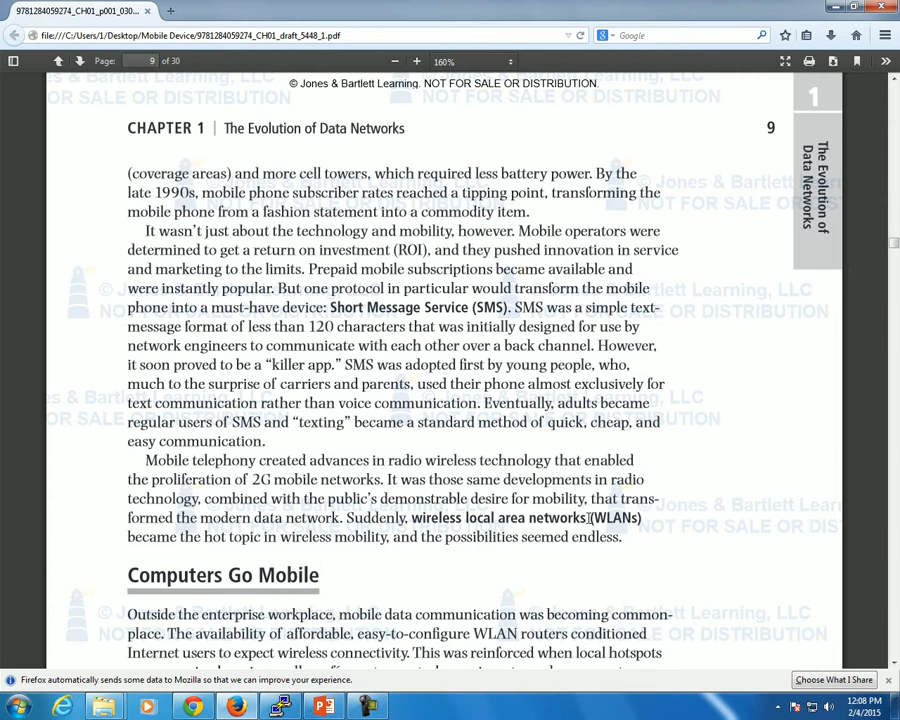 9781284059274_CH01_p001_030...
file:///C:/Users/1/Desktop/Mobile Device/9781284059274_CH01_draft_5448_1.pdf
Google
Page: 9 of 30
160%
© Jones & Bartlett Learning. NOT FOR SALE OR DISTRIBUTION.
CHAPTER 1 | The Evolution of Data Networks 9
1
The Evolution of
Data Networks
(coverage areas) and more cell towers, which required less battery power. By the
late 1990s, mobile phone subscriber rates reached a tipping point, transforming the
mobile phone from a fashion statement into a commodity item.
It wasn't just about the technology and mobility, however. Mobile operators were
determined to get a return on investment (ROI), and they pushed innovation in service
and marketing to the limits. Prepaid mobile subscriptions became available and
were instantly popular. But one protocol in particular would transform the mobile
phone into a must-have device: Short Message Service (SMS). SMS was a simple text-
message format of less than 120 characters that was initially designed for use by
network engineers to communicate with each other over a back channel. However,
it soon proved to be a “killer app.” SMS was adopted first by young people, who,
much to the surprise of carriers and parents, used their phone almost exclusively for
text communication rather than voice communication. Eventually, adults became
regular users of SMS and “texting” became a standard method of quick, cheap, and
easy communication.
Mobile telephony created advances in radio wireless technology that enabled
the proliferation of 2G mobile networks. It was those same developments in radio
technology, combined with the public's demonstrable desire for mobility, that trans-
formed the modern data network. Suddenly, wireless local area networks (WLANs)
became the hot topic in wireless mobility, and the possibilities seemed endless.
Computers Go Mobile
Outside the enterprise workplace, mobile data communication was becoming common-
place. The availability of affordable, easy-to-configure WLAN routers conditioned
Internet users to expect wireless connectivity. This was reinforced when local hotspots
Firefox automatically sends some data to Mozilla so that we can improve your experience.
Choose What I Share
12:08 PM
2/4/2015